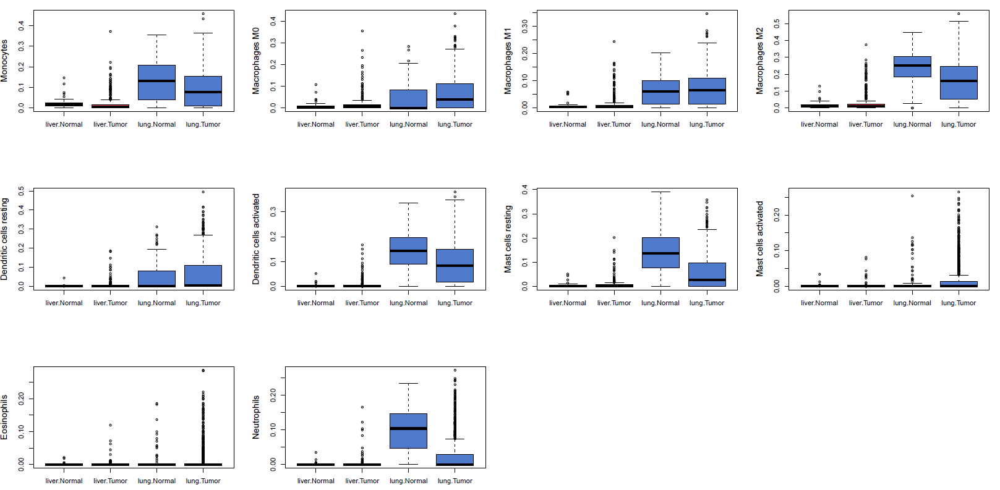 Monocytes
0.0 0.1 0.2 0.3 0.4
liver.Normal liver.Tumor lung.Normal lung.Tumor
Macrophages M0
0.0 0.1 0.2 0.3 0.4
liver.Normal liver.Tumor lung.Normal lung.Tumor
Macrophages M1
0.00 0.10 0.20 0.30
liver.Normal liver.Tumor lung.Normal lung.Tumor
Macrophages M2
0.0 0.1 0.2 0.3 0.4 0.5
liver.Normal liver.Tumor lung.Normal lung.Tumor
Dendritic cells resting
0.0 0.1 0.2 0.3 0.4 0.5
liver.Normal liver.Tumor lung.Normal lung.Tumor
Dendritic cells activated
0.0 0.1 0.2 0.3
liver.Normal liver.Tumor lung.Normal lung.Tumor
Mast cells resting
0.0 0.1 0.2 0.3 0.4
liver.Normal liver.Tumor lung.Normal lung.Tumor
Mast cells activated
0.00 0.10 0.20
liver.Normal liver.Tumor lung.Normal lung.Tumor
Eosinophils
0.00 0.10 0.20
liver.Normal liver.Tumor lung.Normal lung.Tumor
Neutrophils
0.00 0.10 0.20
liver.Normal liver.Tumor lung.Normal lung.Tumor